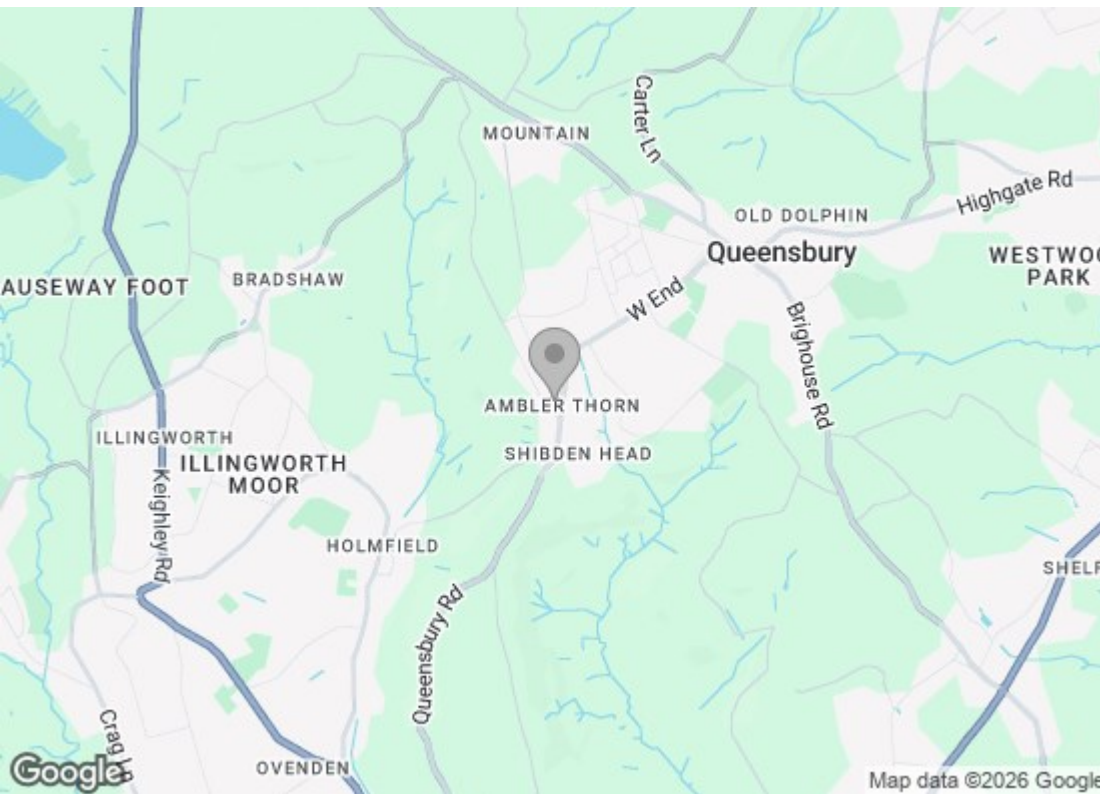 MOUNTAIN
Carter Ln
Highgate Rd
OLD DOLPHIN
Queensbury
WESTWOO
PARK
AUSEWAY FOOT
BRADSHAW
W End
Brighouse Rd
AMBLER THORN
SHIBDEN HEAD
ILLINGWORTH
ILLINGWORTH
MOOR
Keighley Rd
HOLMFIELD
SHELF
Queensbury Rd
Crag Ln
OVENDEN
Google
Map data ©2026 Google